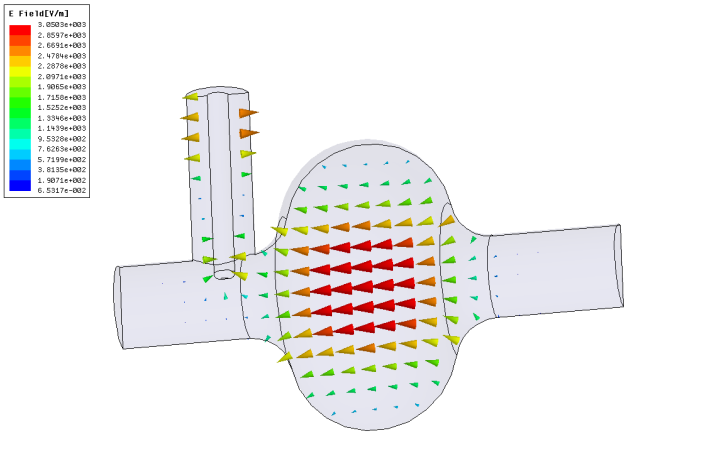 E Field[V/m]
3.0503e+003
2.8597e+003
2.6691e+003
2.4784e+003
2.2878e+003
2.0971e+003
1.9065e+003
1.7158e+003
1.5252e+003
1.3346e+003
1.1439e+003
9.5328e+002
7.6263e+002
5.7199e+002
3.8135e+002
1.9071e+002
6.5317e-002